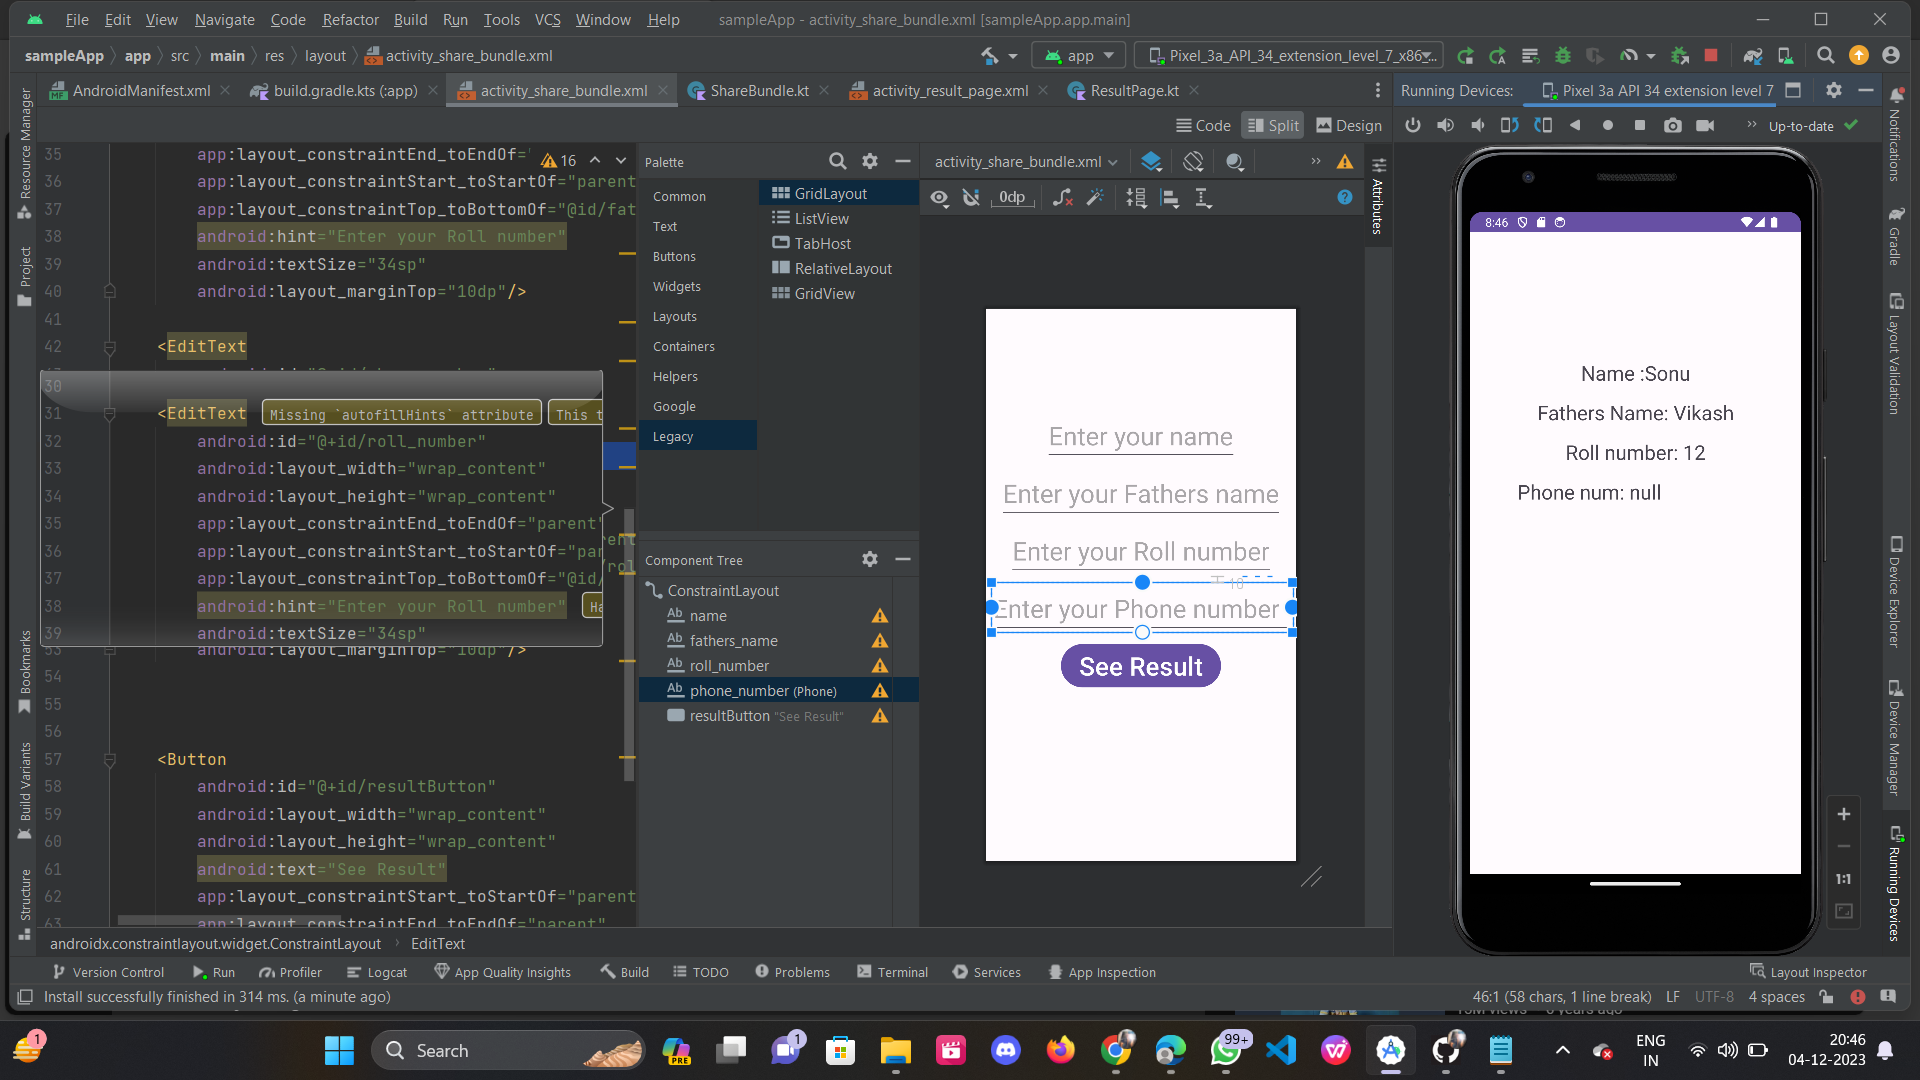 File Edit View Navigate Code Refactor Build Run Tools VCS Window Help sampleApp - activity_share_bundle.xml [sampleApp.app.main]
sampleApp app src main res layout activity_share_bundle.xml app Pixel_3a_API_34_extension_level_7_x86_...
AndroidManifest.xml build.gradle.kts (:app) activity_share_bundle.xml ShareBundle.kt activity_result_page.xml ResultPage.kt Running Devices: Pixel 3a API 34 extension level 7
Code Split Design Up-to-date
Resource Manager
Project
Bookmarks
Build Variants
Structure
35 app:layout_constraintEnd_toEndOf=" 16
36 app:layout_constraintStart_toStartOf="parent
37 app:layout_constraintTop_toBottomOf="@id/fat
38 android:hint="Enter your Roll number"
39 android:textSize="34sp"
40 android:layout_marginTop="10dp"/>
41
42 <EditText
30
31 <EditText Missing `autofillHints` attribute This t
32 android:id="@+id/roll_number"
33 android:layout_width="wrap_content"
34 android:layout_height="wrap_content"
35 app:layout_constraintEnd_toEndOf="parent"
36 app:layout_constraintStart_toStartOf="par
37 app:layout_constraintTop_toBottomOf="@id/
38 android:hint="Enter your Roll number" Ha
39 android:textSize="34sp"
53 android:layout_marginTop="10dp"/>
54
55
56
57 <Button
58 android:id="@+id/resultButton"
59 android:layout_width="wrap_content"
60 android:layout_height="wrap_content"
61 android:text="See Result"
62 app:layout_constraintStart_toStartOf="parent
63 app:layout_constraintEnd_toEndOf="parent"
androidx.constraintlayout.widget.ConstraintLayout EditText
Palette
Common
Text
Buttons
Widgets
Layouts
Containers
Helpers
Google
Legacy
GridLayout
ListView
TabHost
RelativeLayout
GridView
Component Tree
ConstraintLayout
Ab name
Ab fathers_name
Ab roll_number
Ab phone_number (Phone)
resultButton "See Result"
activity_share_bundle.xml
0dp
Attributes
Enter your name
Enter your Fathers name
Enter your Roll number
10
Enter your Phone number
See Result
8:46
Name :Sonu
Fathers Name: Vikash
Roll number: 12
Phone num: null
1:1
Notifications
Gradle
Layout Validation
Device Explorer
Device Manager
Running Devices
Version Control Run Profiler Logcat App Quality Insights Build TODO Problems Terminal Services App Inspection Layout Inspector
Install successfully finished in 314 ms. (a minute ago) 46:1 (58 chars, 1 line break) LF UTF-8 4 spaces
1 Search PRE 1 99+ ENG IN 20:46 04-12-2023